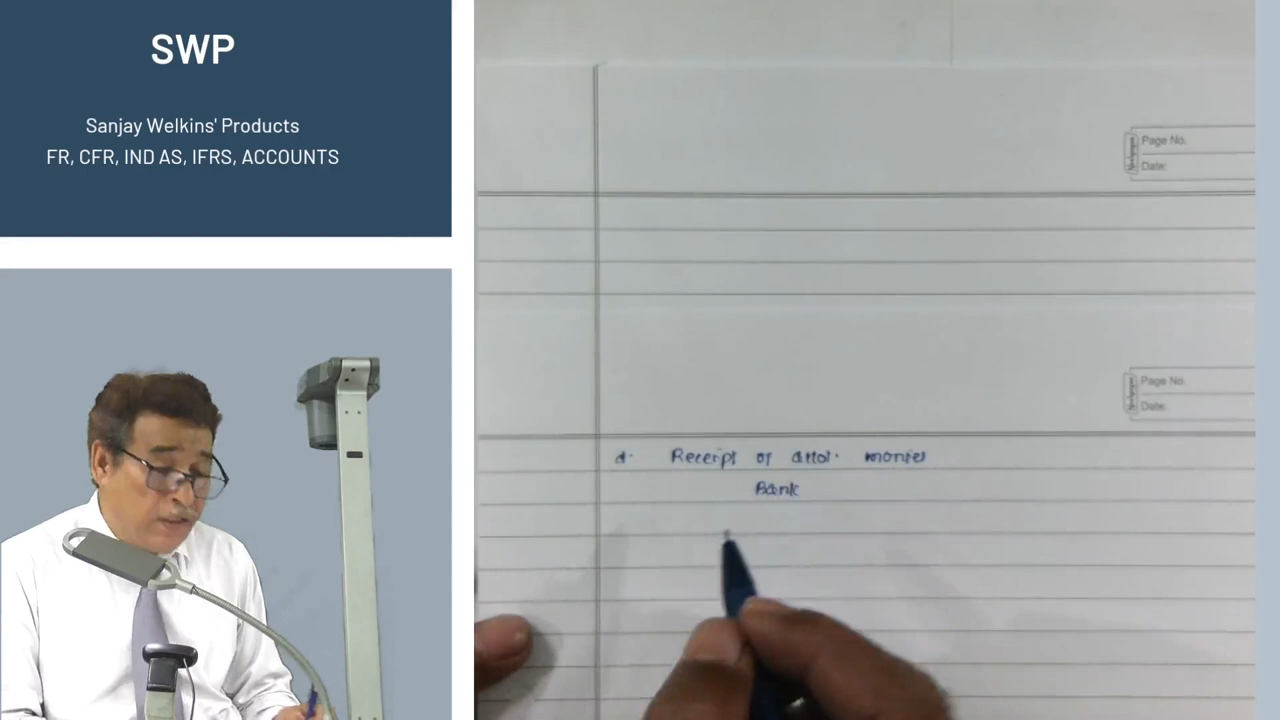 SWP
Sanjay Welkins' Products
FR, CFR, IND AS, IFRS, ACCOUNTS
Page No.
Date:
Page No.
Date:
d. Receipt of allot. monies
Bank